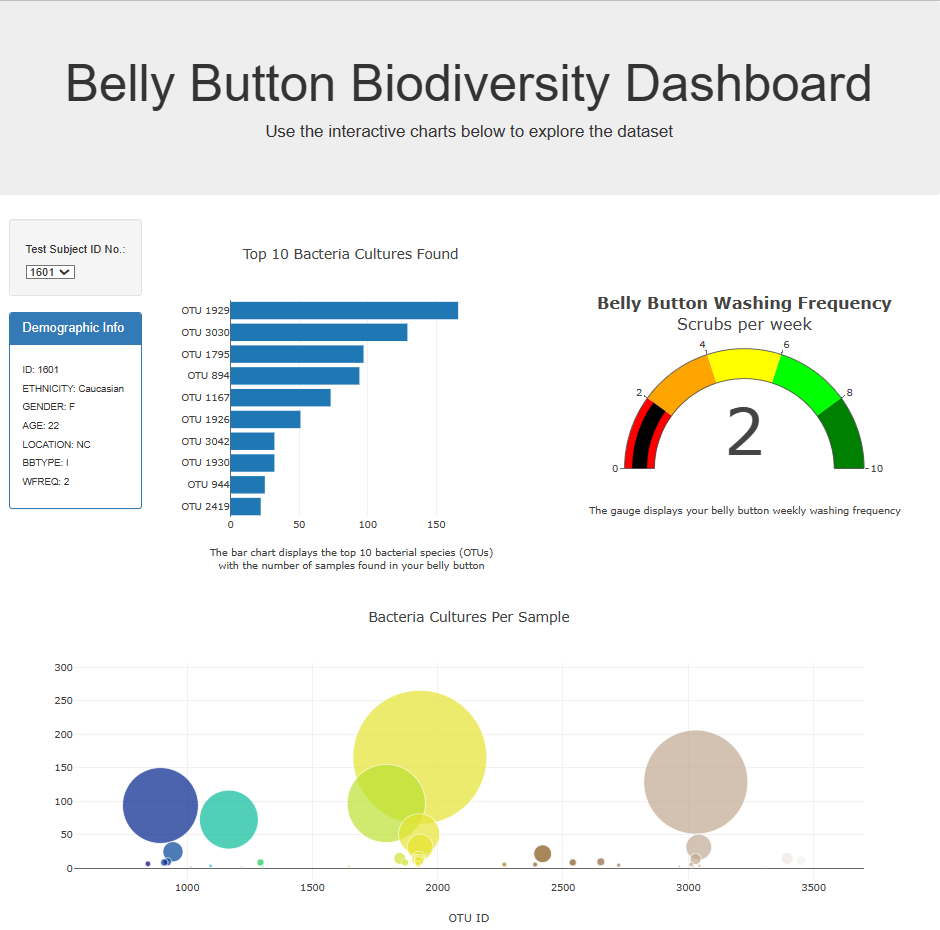 Belly Button Biodiversity Dashboard
Use the interactive charts below to explore the dataset
Test Subject ID No.:
1601
Demographic Info
ID: 1601
ETHNICITY: Caucasian
GENDER: F
AGE: 22
LOCATION: NC
BBTYPE: I
WFREQ: 2
Top 10 Bacteria Cultures Found
OTU 1929
OTU 3030
OTU 1795
OTU 894
OTU 1167
OTU 1926
OTU 3042
OTU 1930
OTU 944
OTU 2419
0 50 100 150
The bar chart displays the top 10 bacterial species (OTUs)
with the number of samples found in your belly button
Belly Button Washing Frequency
Scrubs per week
4 6
2 8
2
0 10
The gauge displays your belly button weekly washing frequency
Bacteria Cultures Per Sample
300
250
200
150
100
50
0
1000 1500 2000 2500 3000 3500
OTU ID